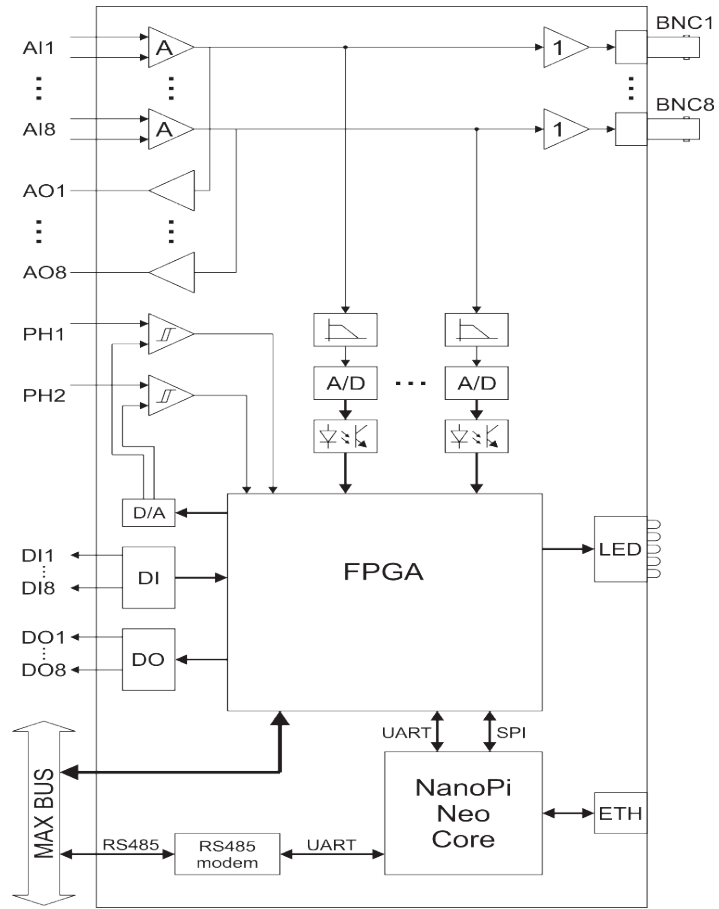 BNC1
AI1
A
1
BNC8
AI8
A
1
AO1
AO8
PH1
PH2
A/D
A/D
D/A
DI1
DI8
DI
FPGA
LED
DO1
DO8
DO
UART
SPI
MAX BUS
NanoPi
Neo
Core
ETH
RS485
RS485
modem
UART